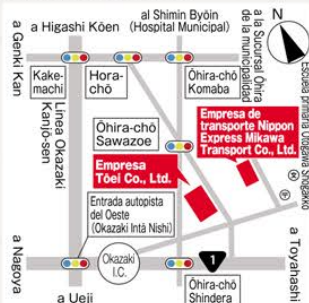 al Shimin Byōin
(Hospital Municipal)
a Higashi Kōen
a Genki Kan
a la Sucursal Ōhira
de la municipalidad
N
Kake-
machi
Hora-
chō
Ōhira-chō
Komaba
Escuela primaria Otogawa Shōgakkō
Línea Okazaki
Kanjō-sen
Ōhira-chō
Sawazoe
Empresa de
transporte Nippon
Express Mikawa
Transport Co., Ltd.
Empresa
Tōei Co., Ltd.
Entrada autopista
del Oeste
(Okazaki Intā Nishi)
文
a Nagoya
Okazaki
I.C.
1
a Toyahashi
Ōhira-chō
Shindera
a Ueji